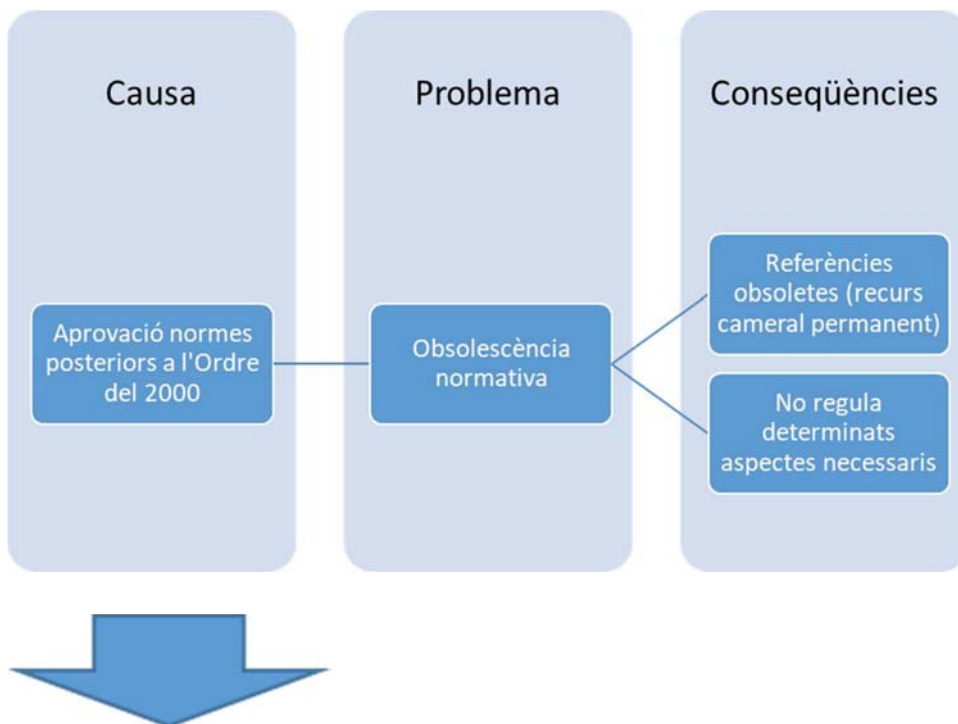 Causa
Problema
Conseqüències
Aprovació normes
posteriors a l'Ordre
del 2000
Obsolescència
normativa
Referències
obsoletes (recurs
cameral permanent)
No regula
determinats
aspectes necessaris